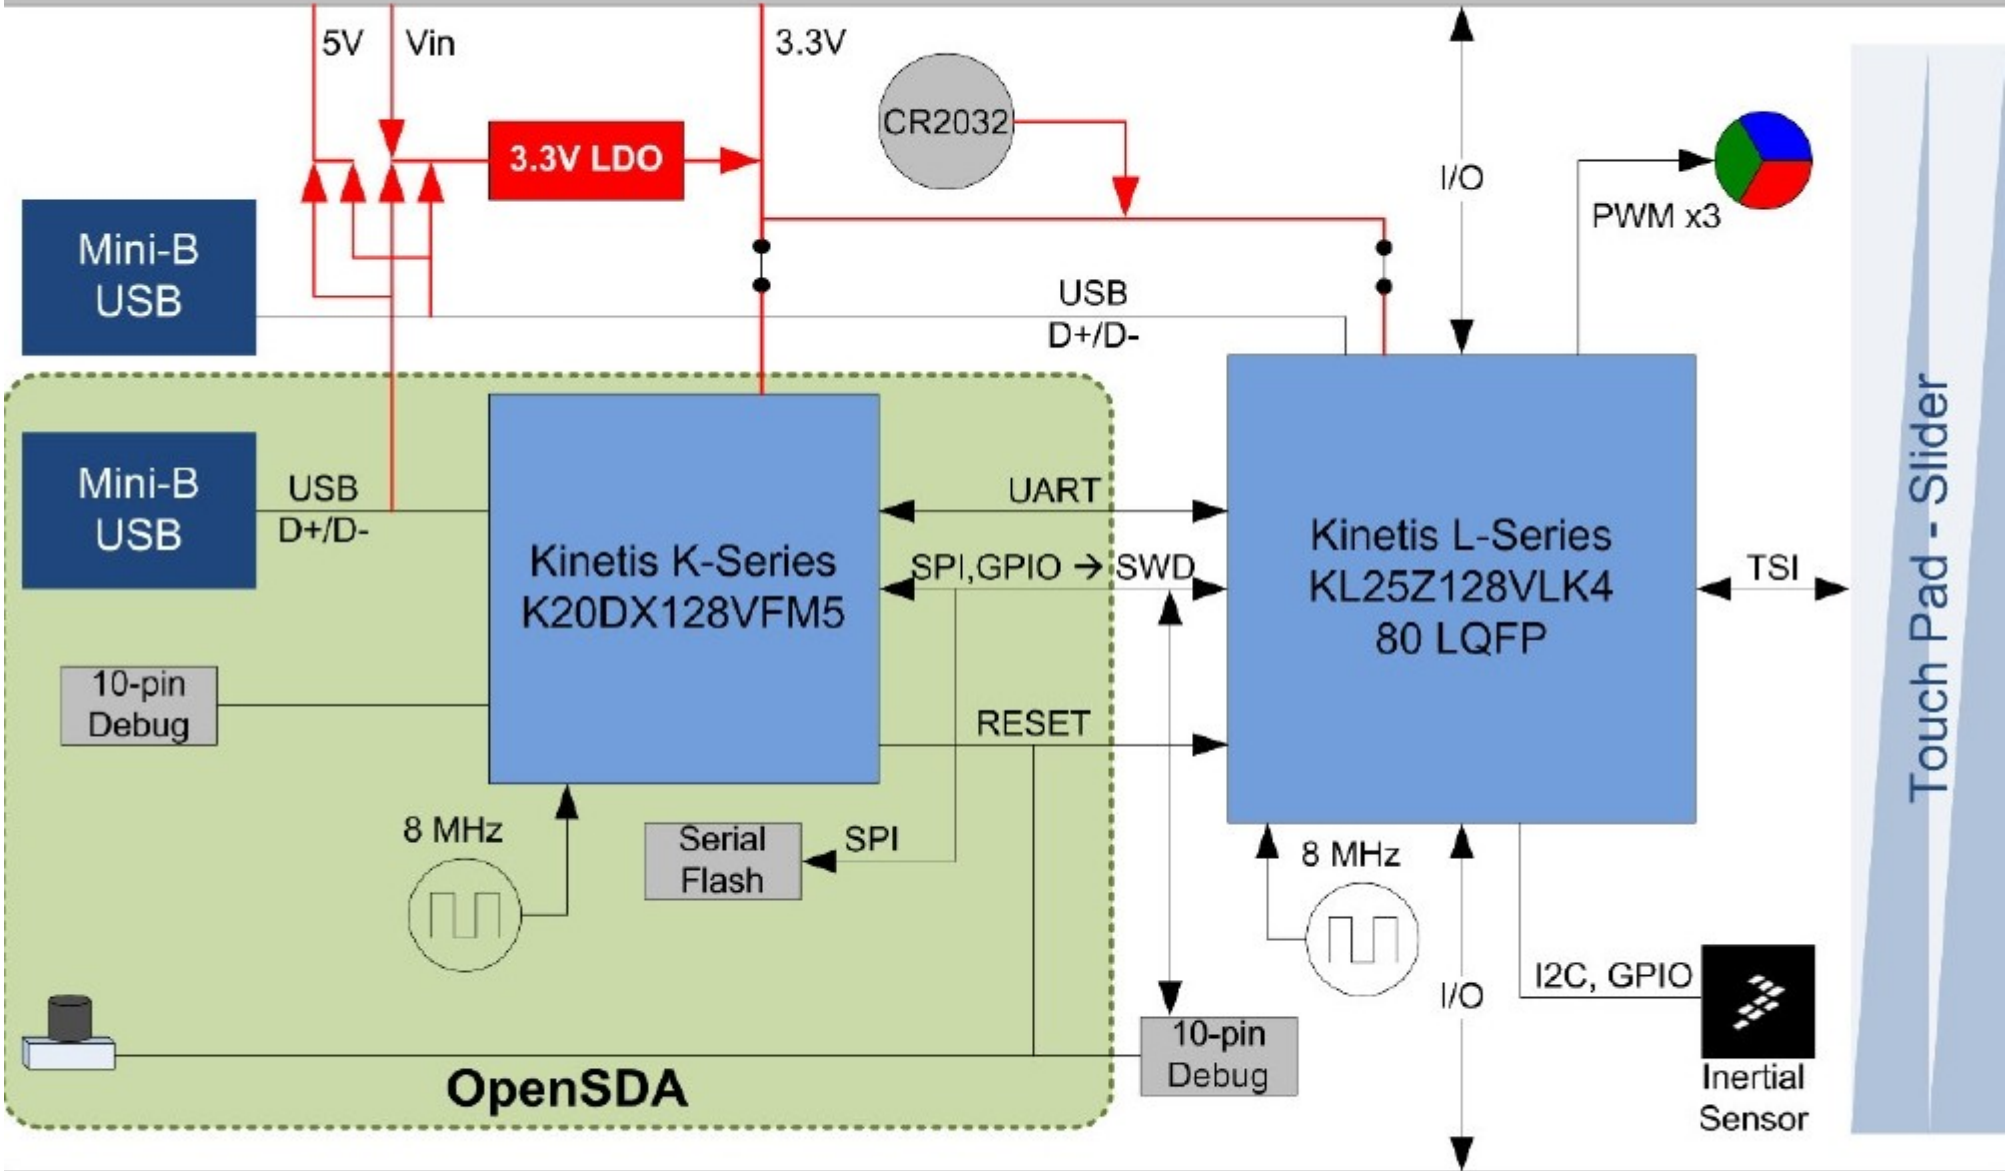 5V
Vin
3.3V
CR2032
3.3V LDO
I/O
PWM x3
Mini-B
USB
USB
D+/D-
Mini-B
USB
USB
D+/D-
Kinetis K-Series
K20DX128VFM5
UART
SPI,GPIO → SWD
RESET
Kinetis L-Series
KL25Z128VLK4
80 LQFP
TSI
Touch Pad - Slider
10-pin
Debug
8 MHz
Serial
Flash
SPI
8 MHz
I/O
I2C, GPIO
10-pin
Debug
Inertial
Sensor
OpenSDA